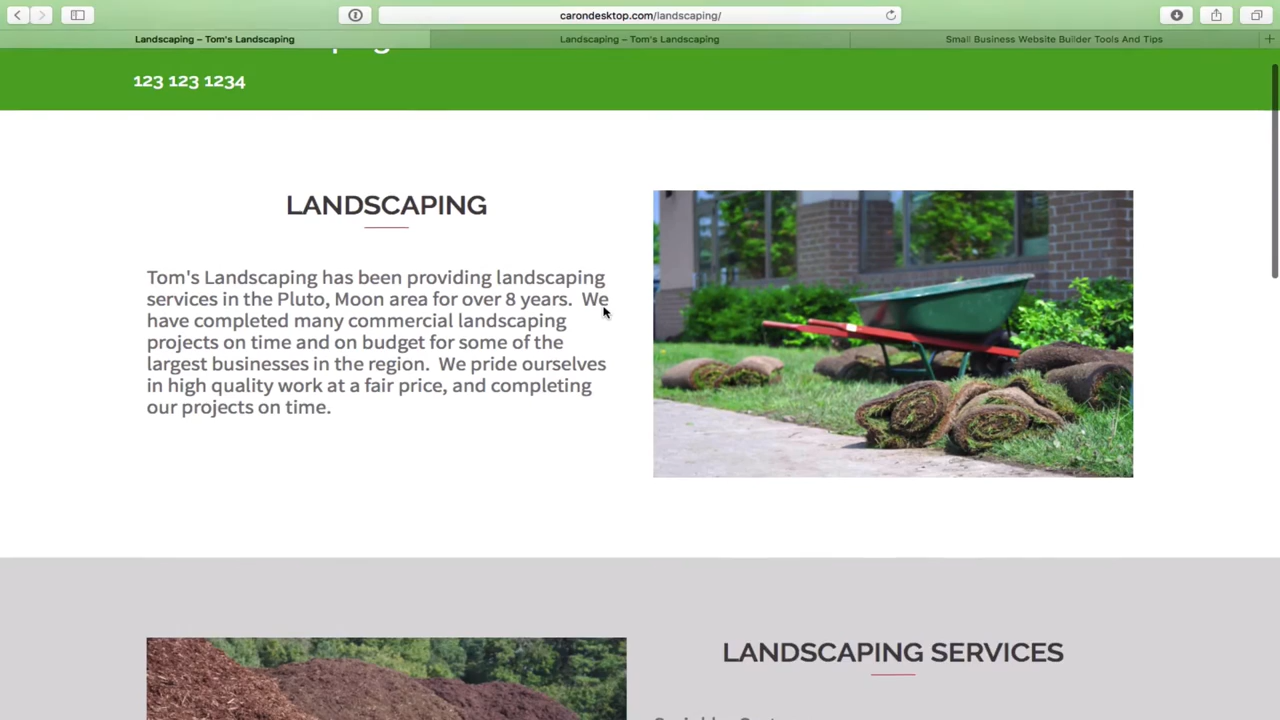 carondesktop.com/landscaping/
Landscaping – Tom's Landscaping
Landscaping – Tom's Landscaping
Small Business Website Builder Tools And Tips
123 123 1234
LANDSCAPING
Tom's Landscaping has been providing landscaping
services in the Pluto, Moon area for over 8 years.  We
have completed many commercial landscaping
projects on time and on budget for some of the
largest businesses in the region.  We pride ourselves
in high quality work at a fair price, and completing
our projects on time.
LANDSCAPING SERVICES